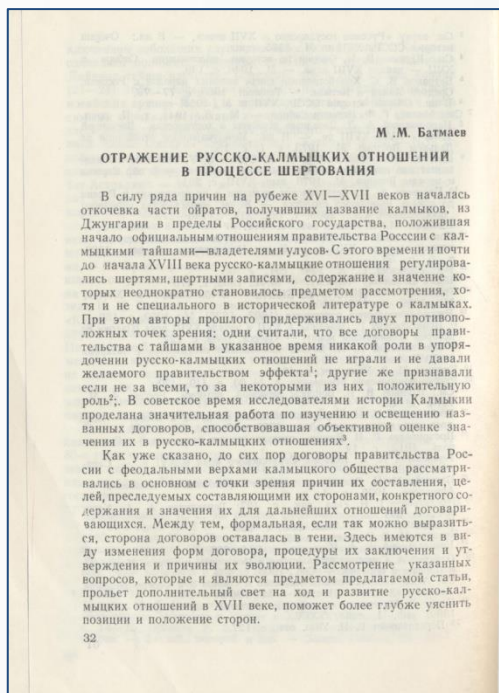 М .М. Батмаев
ОТРАЖЕНИЕ РУССКО-КАЛМЫЦКИХ ОТНОШЕНИЙ
В ПРОЦЕССЕ ШЕРТОВАНИЯ
В силу ряда причин на рубеже XVI—XVII веков началась
откочевка части ойратов, получивших название калмыков, из
Джунгарии в пределы Российского государства, положившая
начало официальным отношениям правительства Росссии с кал-
мыцкими тайшами—владетелями улусов. С этого времени и почти
до начала XVIII века русско-калмыцкие отношения регулирова-
лись шертями, шертными записями, содержание и значение ко-
торых неоднократно становилось предметом рассмотрения, хо-
тя и не специального в исторической литературе о калмыках.
При этом авторы прошлого придерживались двух противопо-
ложных точек зрения: одни считали, что все договоры прави-
тельства с тайшами в указанное время никакой роли в упоря-
дочении русско-калмыцких отношений не играли и не давали
желаемого правительством эффекта¹; другие же признавали
если не за всеми, то за некоторыми из них положительную
роль²;. В советское время исследователями истории Калмыкии
проделана значительная работа по изучению и освещению наз-
ванных договоров, способствовавшая объективной оценке зна-
чения их в русско-калмыцких отношениях³.
Как уже сказано, до сих пор договоры правительства Рос-
сии с феодальными верхами калмыцкого общества рассматри-
вались в основном с точки зрения причин их составления, це-
лей, преследуемых составляющими их сторонами, конкретного со-
держания и значения их для дальнейших отношений договари-
вающихся. Между тем, формальная, если так можно выразить-
ся, сторона договоров оставалась в тени. Здесь имеются в ви-
ду изменения форм договора, процедуры их заключения и ут-
верждения и причины их эволюции. Рассмотрение указанных
вопросов, которые и являются предметом предлагаемой статьи,
прольет дополнительный свет на ход и развитие русско-кал-
мыцких отношений в XVII веке, поможет более глубже уяснить
позиции и положение сторон.
32